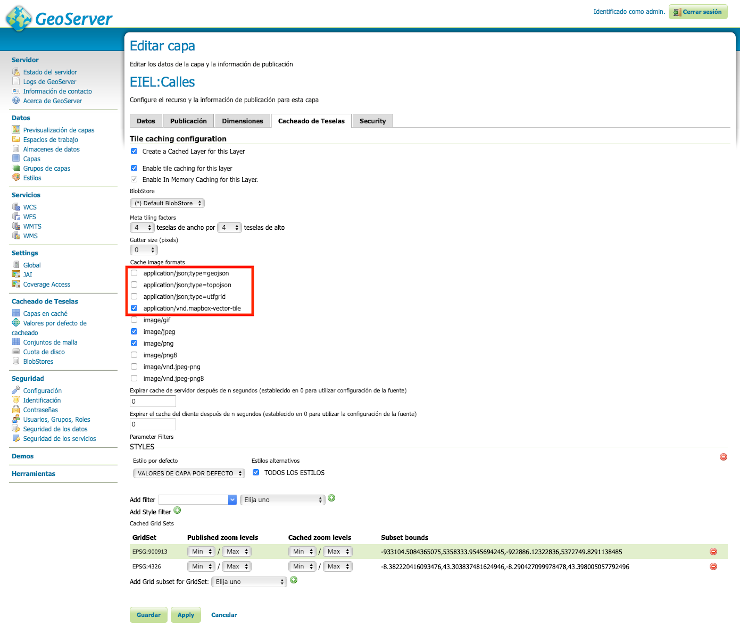 GeoServer
Identificado como admin.
Cerrar sesión
Servidor
Estado del servidor
Logs de GeoServer
Información de contacto
Acerca de GeoServer
Datos
Previsualización de capas
Espacios de trabajo
Almacenes de datos
Capas
Grupos de capas
Estilos
Servicios
WCS
WFS
WMTS
WMS
Settings
Global
JAI
Coverage Access
Cacheado de Teselas
Capas en caché
Valores por defecto de
cacheado
Conjuntos de malla
Cuota de disco
BlobStores
Seguridad
Configuración
Identificación
Contraseñas
Usuarios, Grupos, Roles
Seguridad de los datos
Seguridad de los servicios
Demos
Herramientas
Editar capa
Editar los datos de la capa y la información de publicación
EIEL:Calles
Configure el recurso y la información de publicación para esta capa
Datos Publicación Dimensiones Cacheado de Teselas Security
Tile caching configuration
Create a Cached Layer for this Layer
Enable tile caching for this layer
Enable In Memory Caching for this Layer.
BlobStore
(*) Default BlobStore
Meta tiling factors
4 teselas de ancho por 4 teselas de alto
Gutter size (pixels)
0
Cache image formats
application/json;type=geojson
application/json;type=topojson
application/json;type=utfgrid
application/vnd.mapbox-vector-tile
image/gif
image/jpeg
image/png
image/png8
image/vnd.jpeg-png
image/vnd.jpeg-png8
Expirar cache de servidor después de n segundos (establecido en 0 para utilizar configuración de la fuente)
0
Expirar el cache del cliente después de n segundos (establecido en 0 para utilizar la configuración de la fuente)
0
Parameter Filters
STYLES
Estilo por defecto Estilos alternativos
VALORES DE CAPA POR DEFECTO TODOS LOS ESTILOS
Add filter Elija uno
Add Style Filter
Cached Grid Sets
GridSet Published zoom levels Cached zoom levels Subset bounds
EPSG:900913 Min / Max Min / Max -933104.5084365075,5358333.9545694245,-922886.12322836,5372749.8291138485
EPSG:4326 Min / Max Min / Max -8.382220416093476,43.303837481624946,-8.290427099978478,43.398005057792496
Add Grid subset for GridSet: Elija uno
Guardar Apply Cancelar